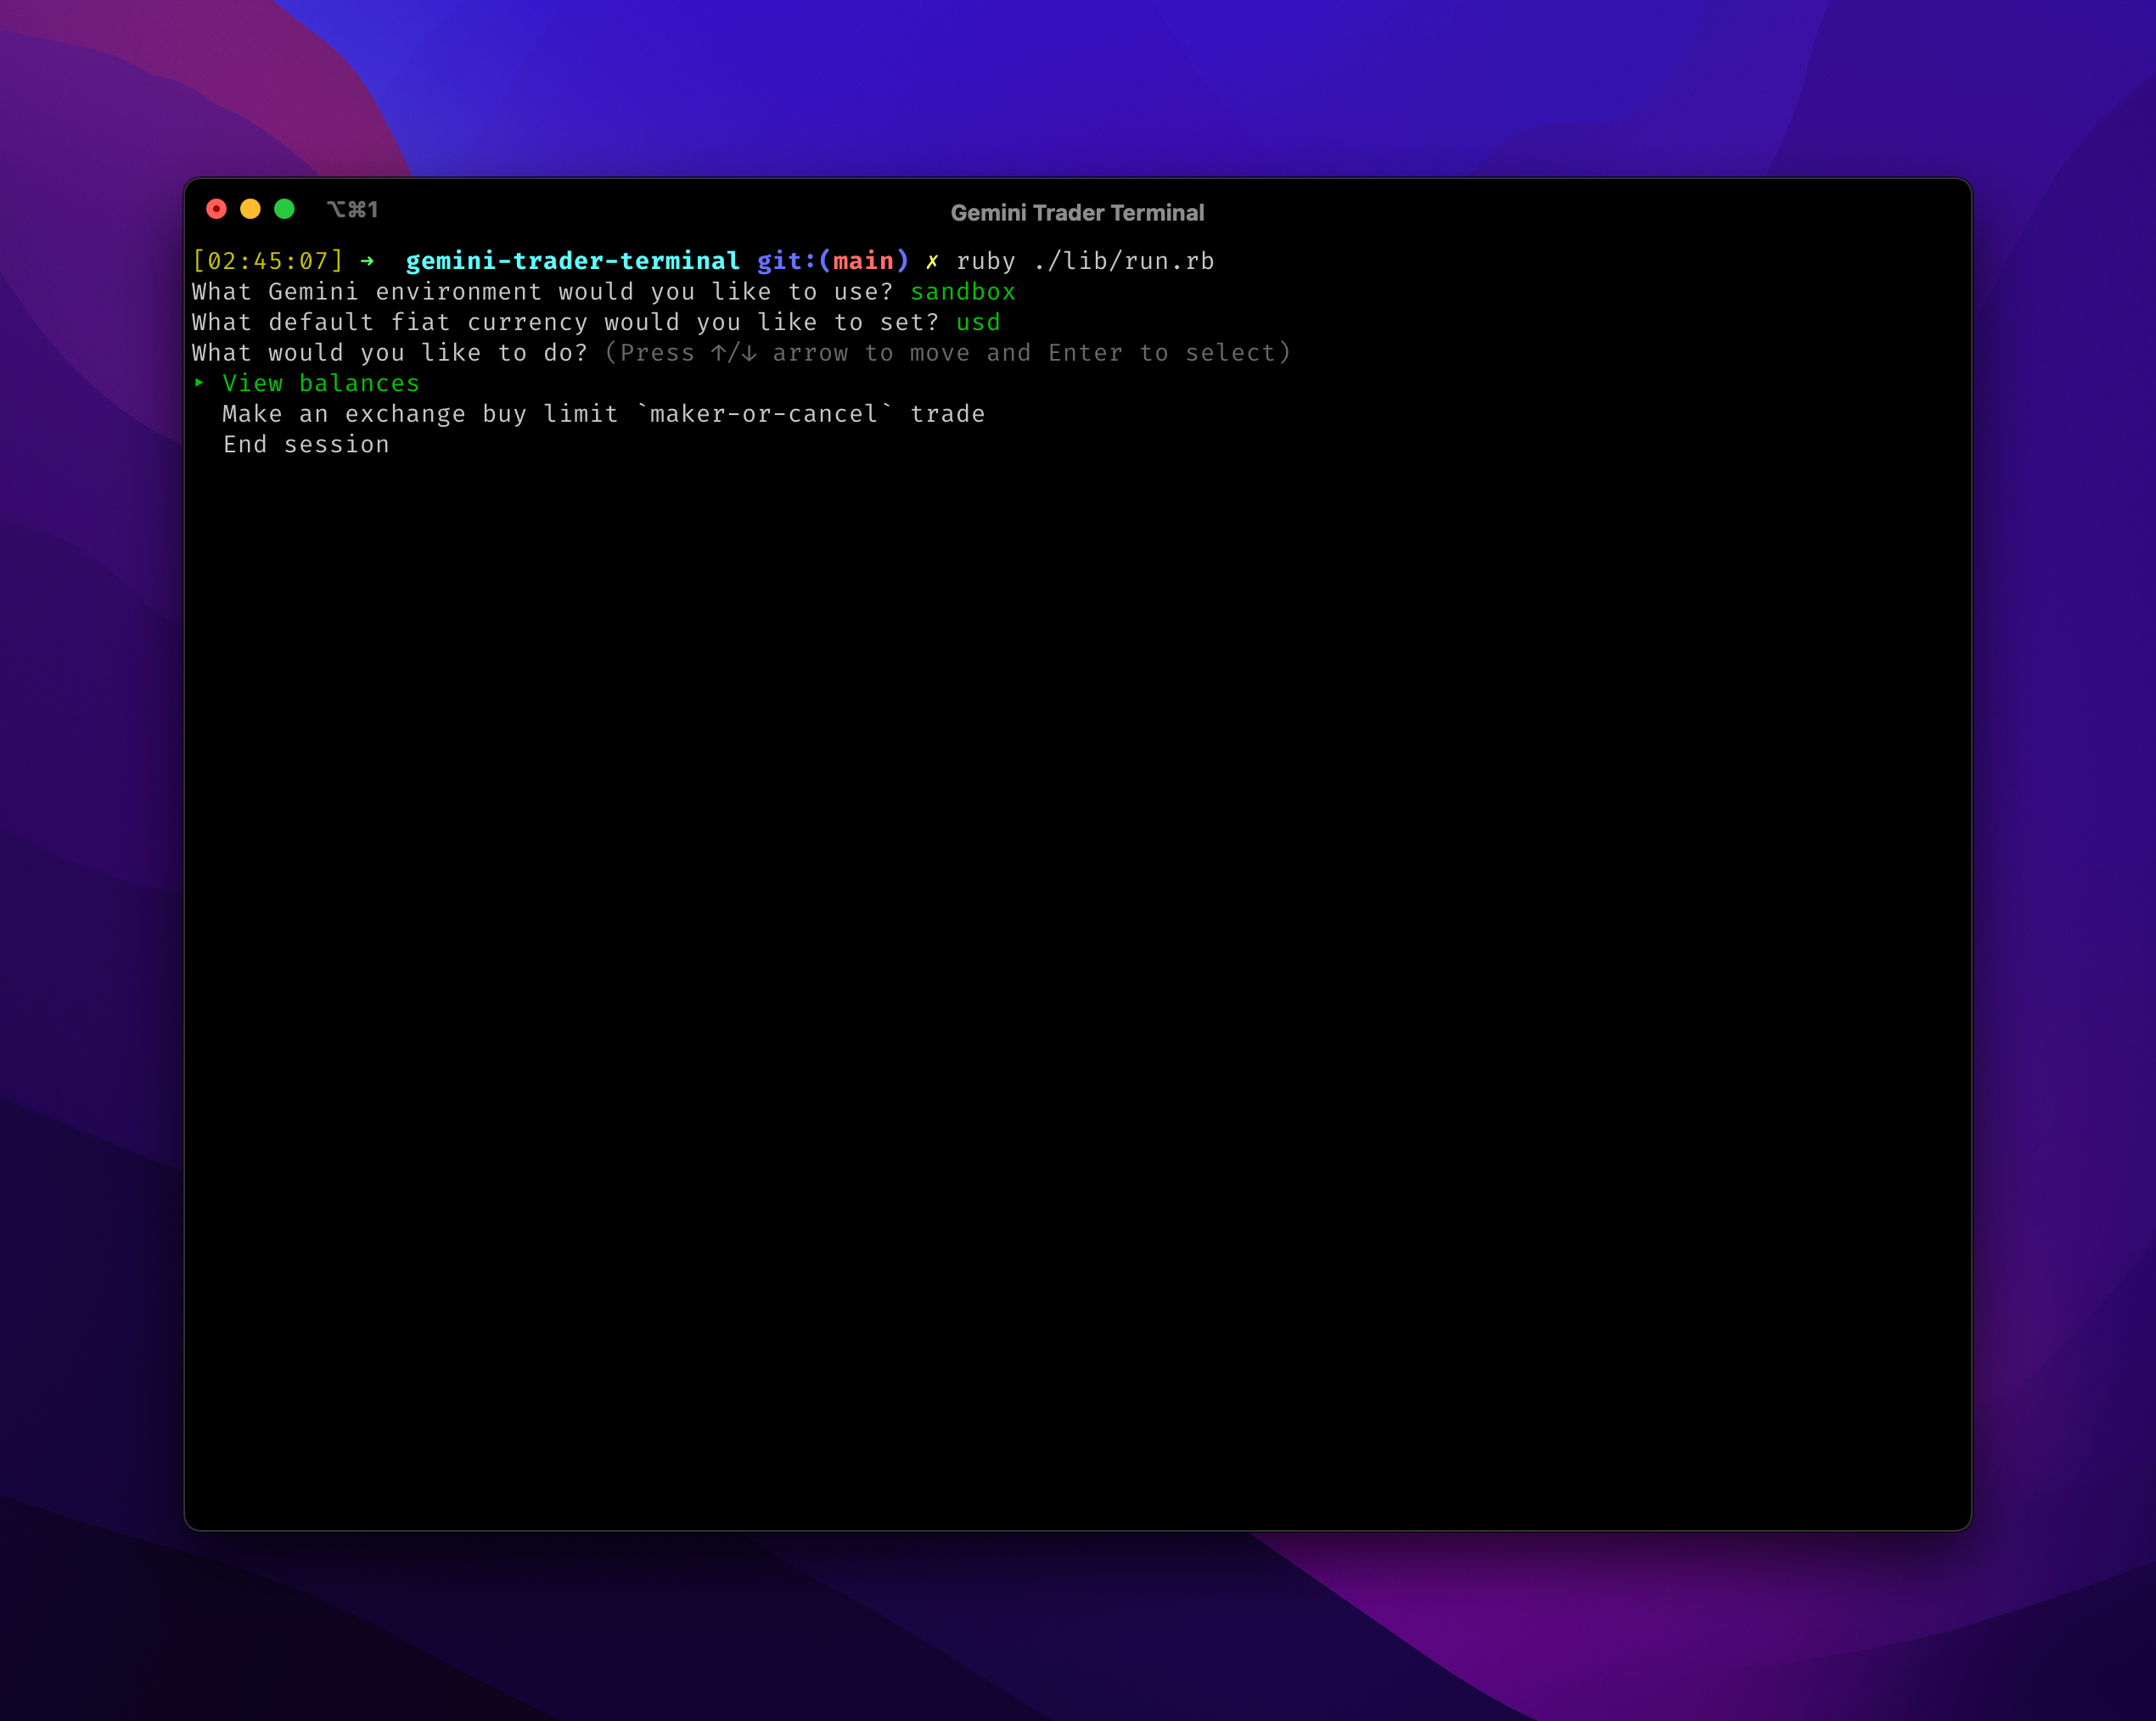 ⌥⌘1
Gemini Trader Terminal
[02:45:07] → gemini-trader-terminal git:(main) ✗ ruby ./lib/run.rb
What Gemini environment would you like to use? sandbox
What default fiat currency would you like to set? usd
What would you like to do? (Press ↑/↓ arrow to move and Enter to select)
‣ View balances
Make an exchange buy limit `maker-or-cancel` trade
End session